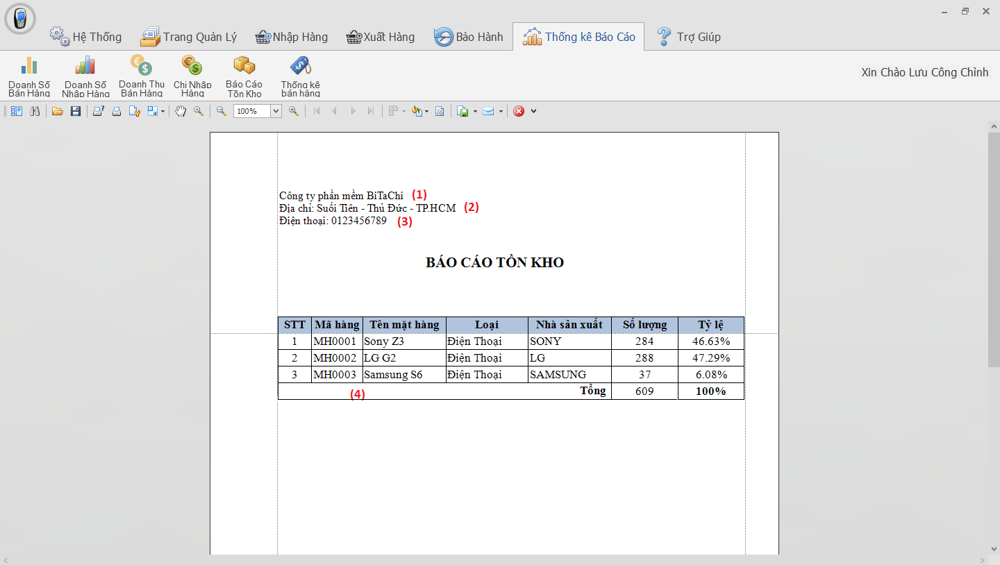 Hệ Thống Trang Quản Lý Nhập Hàng Xuất Hàng Bảo Hành Thống kê Báo Cáo Trợ Giúp
Doanh Số Bán Hàng
Doanh Số Nhập Hàng
Doanh Thu Bán Hàng
Chi Nhập Hàng
Báo Cáo Tồn Kho
Thống kê bán hàng
Xin Chào Lưu Công Chình
100%
Công ty phần mềm BiTaChi (1)
Địa chỉ: Suối Tiên - Thủ Đức - TP.HCM (2)
Điện thoại: 0123456789 (3)
BÁO CÁO TỒN KHO
STT Mã hàng Tên mặt hàng Loại Nhà sản xuất Số lượng Tỷ lệ
1 MH0001 Sony Z3 Điện Thoại SONY 284 46.63%
2 MH0002 LG G2 Điện Thoại LG 288 47.29%
3 MH0003 Samsung S6 Điện Thoại SAMSUNG 37 6.08%
Tổng 609 100%
(4)